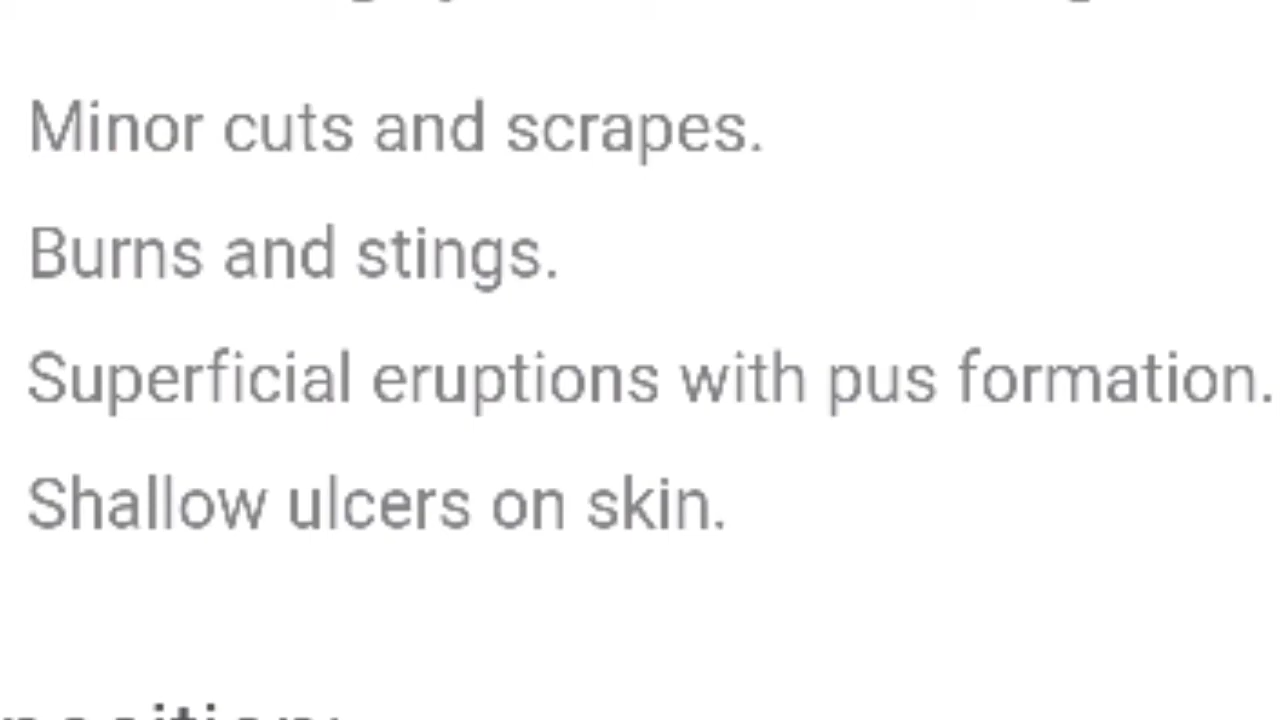 Minor cuts and scrapes.
Burns and stings.
Superficial eruptions with pus formation.
Shallow ulcers on skin.